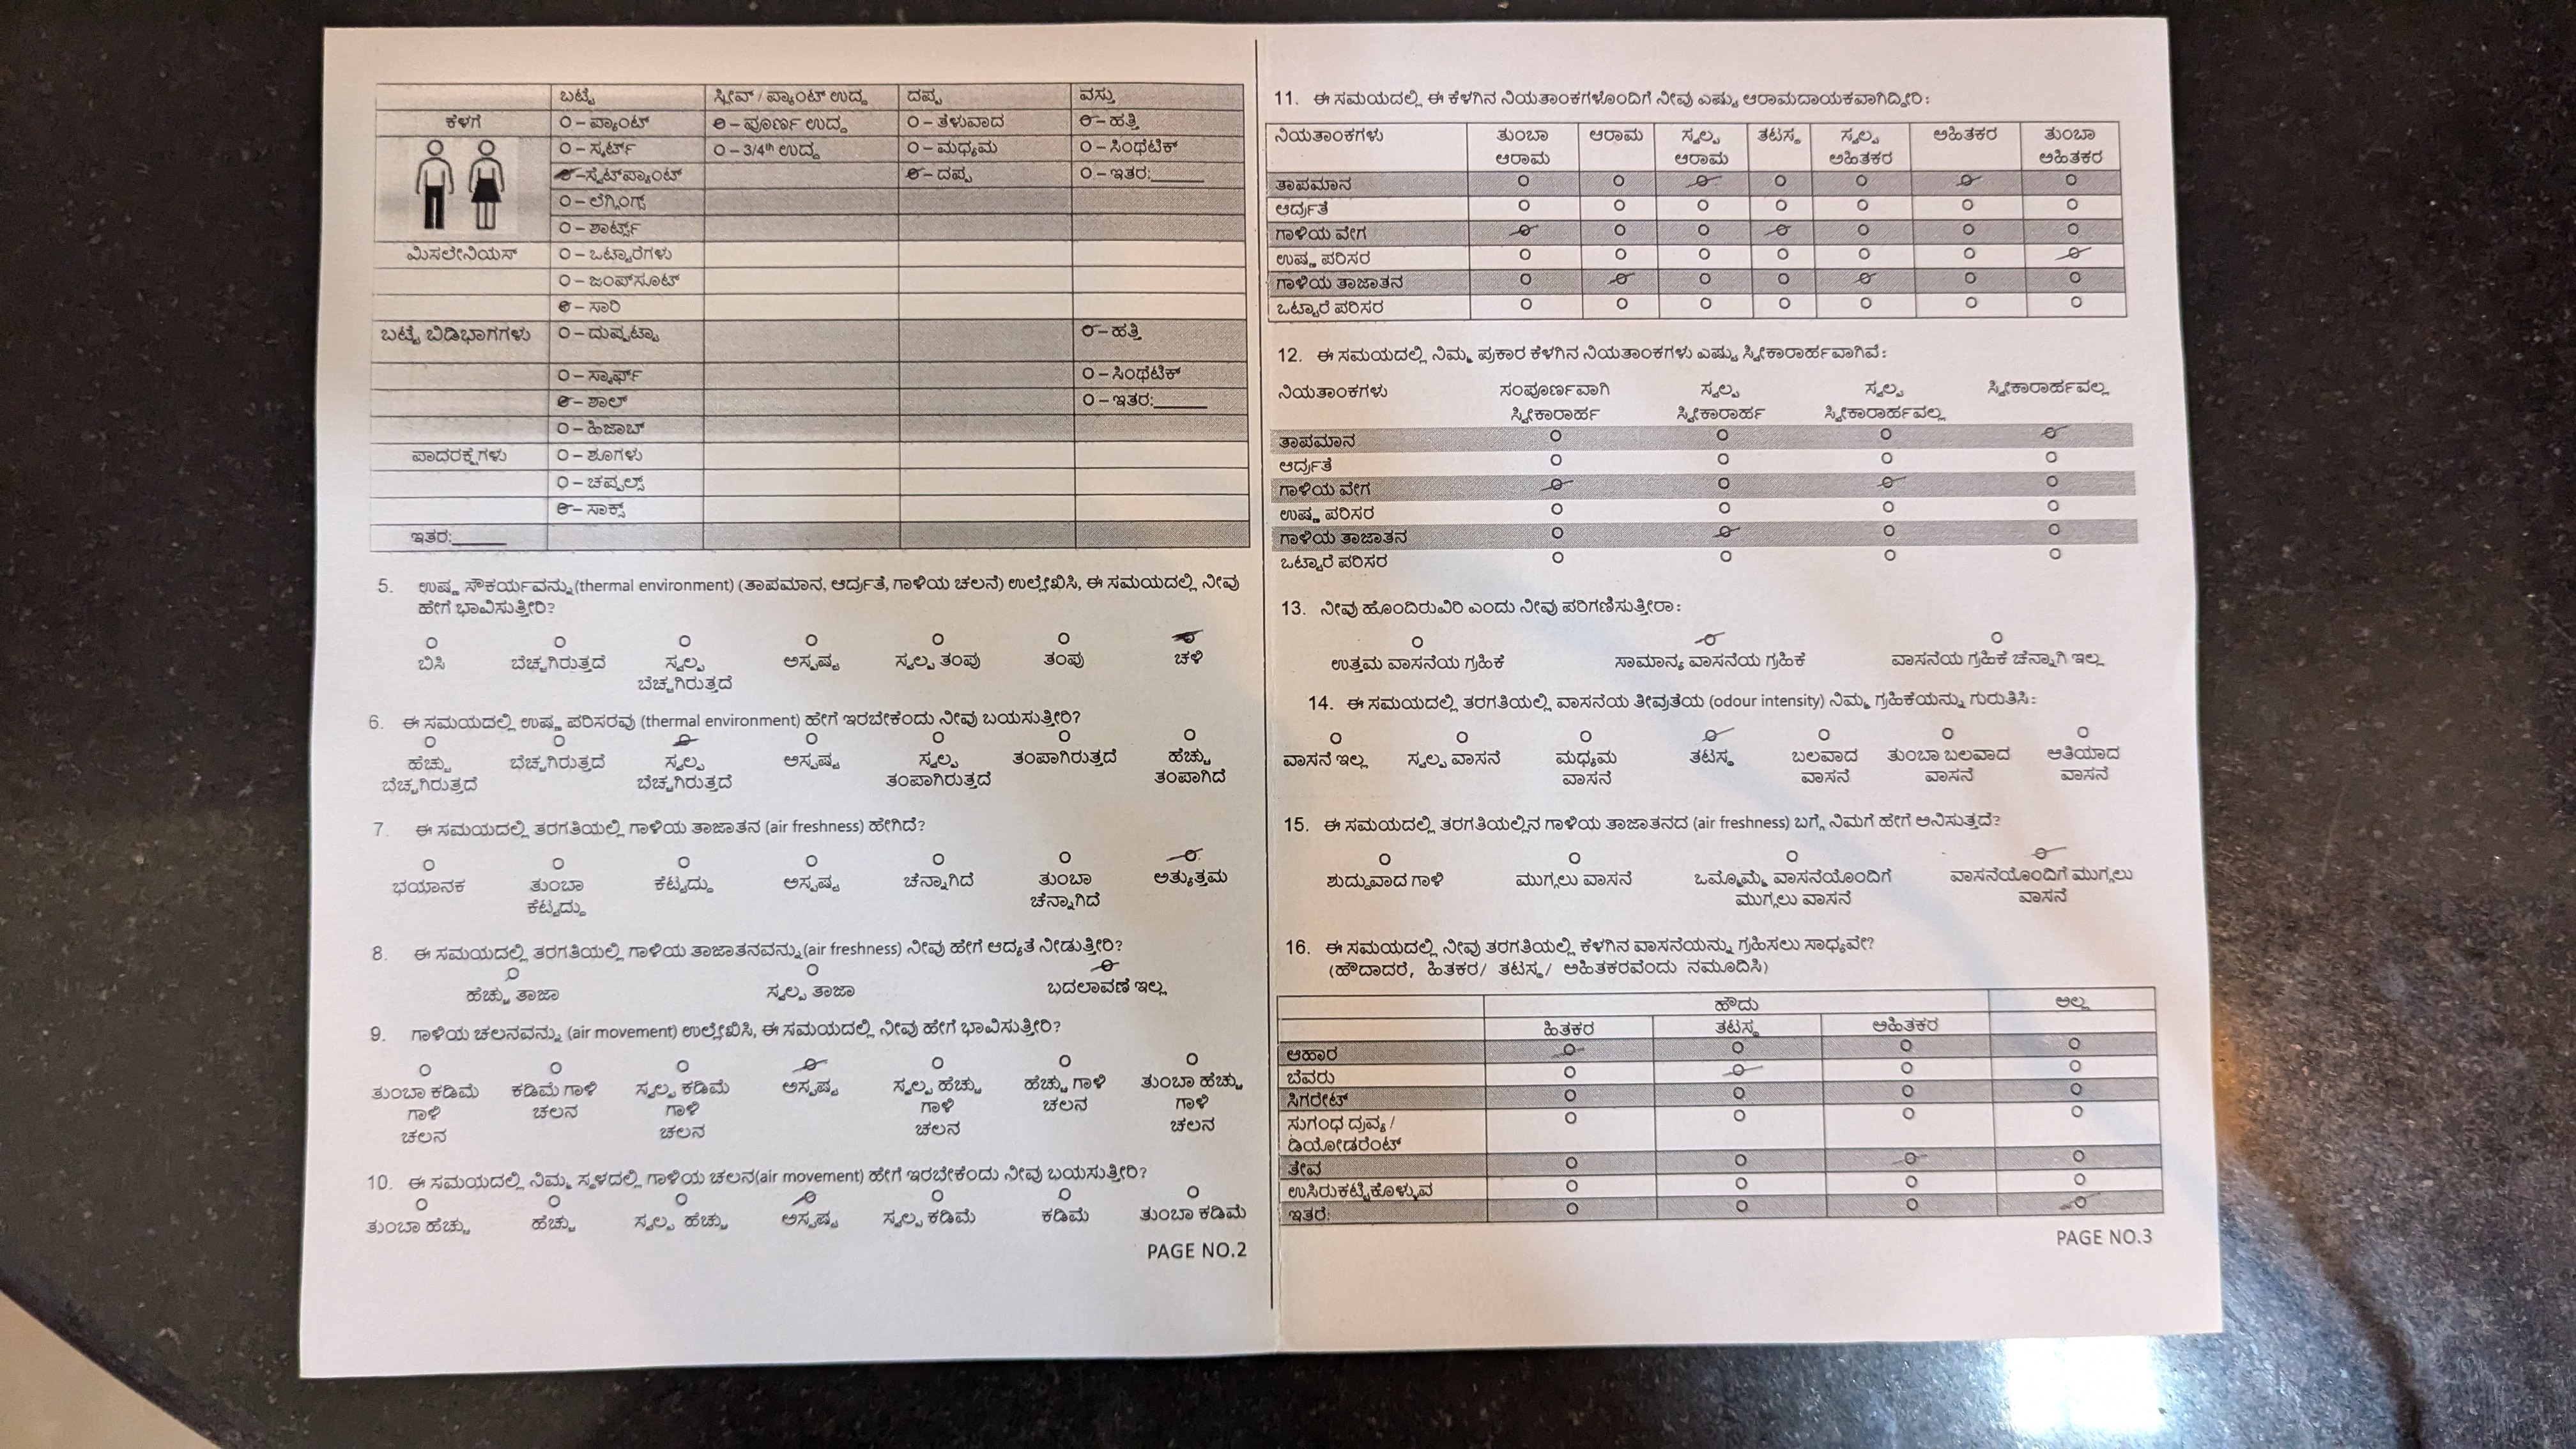 ಬಟ್ಟೆ ಸ್ಲೀವ್ / ಪ್ಯಾಂಟ್ ಉದ್ದ ದಪ್ಪ ವಸ್ತು
ಕೆಳಗೆ O – ಪ್ಯಾಂಟ್ O – ಪೂರ್ಣ ಉದ್ದ O – ತೆಳುವಾದ O – ಹತ್ತಿ
O – ಸ್ಕರ್ಟ್ O – 3/4th ಉದ್ದ O – ಮಧ್ಯಮ O – ಸಿಂಥೆಟಿಕ್
O –ಸ್ವೆಟ್‌ಪ್ಯಾಂಟ್ O – ದಪ್ಪ O – ಇತರ:______
O – ಲೆಗ್ಗಿಂಗ್ಸ್
O – ಶಾರ್ಟ್ಸ್
ಮಿಸಲೇನಿಯಸ್ O – ಒಟ್ಟಾರೆಗಳು
O – ಜಂಪ್‌ಸೂಟ್
O – ಸಾರಿ
ಬಟ್ಟೆ ಬಿಡಿಭಾಗಗಳು O – ದುಪ್ಪಟ್ಟಾ O – ಹತ್ತಿ
O – ಸ್ಕಾರ್ಫ್ O – ಸಿಂಥೆಟಿಕ್
O – ಶಾಲ್ O – ಇತರ:______
O – ಹಿಜಾಬ್
ಪಾದರಕ್ಷೆಗಳು O – ಶೂಗಳು
O – ಚಪ್ಪಲ್ಸ್
O – ಸಾಕ್ಸ್
ಇತರ:______
5. ಉಷ್ಣ ಸೌಕರ್ಯವನ್ನು (thermal environment) (ತಾಪಮಾನ, ಆರ್ದ್ರತೆ, ಗಾಳಿಯ ಚಲನೆ) ಉಲ್ಲೇಖಿಸಿ, ಈ ಸಮಯದಲ್ಲಿ ನೀವು
ಹೇಗೆ ಭಾವಿಸುತ್ತೀರಿ?
O O O O O O O
ಬಿಸಿ ಬೆಚ್ಚಗಿರುತ್ತದೆ ಸ್ವಲ್ಪ ಅಸ್ಪಷ್ಟ ಸ್ವಲ್ಪ ತಂಪು ತಂಪು ಚಳಿ
ಬೆಚ್ಚಗಿರುತ್ತದೆ
6. ಈ ಸಮಯದಲ್ಲಿ ಉಷ್ಣ ಪರಿಸರವು (thermal environment) ಹೇಗೆ ಇರಬೇಕೆಂದು ನೀವು ಬಯಸುತ್ತೀರಿ?
O O O O O O O
ಹೆಚ್ಚು ಬೆಚ್ಚಗಿರುತ್ತದೆ ಸ್ವಲ್ಪ ಅಸ್ಪಷ್ಟ ಸ್ವಲ್ಪ ತಂಪಾಗಿರುತ್ತದೆ ಹೆಚ್ಚು
ಬೆಚ್ಚಗಿರುತ್ತದೆ ಬೆಚ್ಚಗಿರುತ್ತದೆ ತಂಪಾಗಿರುತ್ತದೆ ತಂಪಾಗಿದೆ
7. ಈ ಸಮಯದಲ್ಲಿ ತರಗತಿಯಲ್ಲಿ ಗಾಳಿಯ ತಾಜಾತನ (air freshness) ಹೇಗಿದೆ?
O O O O O O O
ಭಯಾನಕ ತುಂಬಾ ಕೆಟ್ಟದ್ದು ಅಸ್ಪಷ್ಟ ಚೆನ್ನಾಗಿದೆ ತುಂಬಾ ಅತ್ಯುತ್ತಮ
ಕೆಟ್ಟದ್ದು ಚೆನ್ನಾಗಿದೆ
8. ಈ ಸಮಯದಲ್ಲಿ ತರಗತಿಯಲ್ಲಿ ಗಾಳಿಯ ತಾಜಾತನವನ್ನು (air freshness) ನೀವು ಹೇಗೆ ಆದ್ಯತೆ ನೀಡುತ್ತೀರಿ?
O O O
ಹೆಚ್ಚು ತಾಜಾ ಸ್ವಲ್ಪ ತಾಜಾ ಬದಲಾವಣೆ ಇಲ್ಲ
9. ಗಾಳಿಯ ಚಲನವನ್ನು (air movement) ಉಲ್ಲೇಖಿಸಿ, ಈ ಸಮಯದಲ್ಲಿ ನೀವು ಹೇಗೆ ಭಾವಿಸುತ್ತೀರಿ?
O O O O O O O
ತುಂಬಾ ಕಡಿಮೆ ಕಡಿಮೆ ಗಾಳಿ ಸ್ವಲ್ಪ ಕಡಿಮೆ ಅಸ್ಪಷ್ಟ ಸ್ವಲ್ಪ ಹೆಚ್ಚು ಹೆಚ್ಚು ಗಾಳಿ ತುಂಬಾ ಹೆಚ್ಚು
ಗಾಳಿ ಚಲನ ಗಾಳಿ ಗಾಳಿ ಚಲನ ಗಾಳಿ
ಚಲನ ಚಲನ ಚಲನ ಚಲನ
10. ಈ ಸಮಯದಲ್ಲಿ ನಿಮ್ಮ ಸ್ಥಳದಲ್ಲಿ ಗಾಳಿಯ ಚಲನ(air movement) ಹೇಗೆ ಇರಬೇಕೆಂದು ನೀವು ಬಯಸುತ್ತೀರಿ?
O O O O O O O
ತುಂಬಾ ಹೆಚ್ಚು ಹೆಚ್ಚು ಸ್ವಲ್ಪ ಹೆಚ್ಚು ಅಸ್ಪಷ್ಟ ಸ್ವಲ್ಪ ಕಡಿಮೆ ಕಡಿಮೆ ತುಂಬಾ ಕಡಿಮೆ
PAGE NO.2
11. ಈ ಸಮಯದಲ್ಲಿ ಈ ಕೆಳಗಿನ ನಿಯತಾಂಕಗಳೊಂದಿಗೆ ನೀವು ಎಷ್ಟು ಆರಾಮದಾಯಕವಾಗಿದ್ದೀರಿ:
ನಿಯತಾಂಕಗಳು ತುಂಬಾ ಆರಾಮ ಸ್ವಲ್ಪ ತಟಸ್ಥ ಸ್ವಲ್ಪ ಅಹಿತಕರ ತುಂಬಾ
ಆರಾಮ ಆರಾಮ ಅಹಿತಕರ ಅಹಿತಕರ
ತಾಪಮಾನ O O O O O O O
ಆರ್ದ್ರತೆ O O O O O O O
ಗಾಳಿಯ ವೇಗ O O O O O O O
ಉಷ್ಣ ಪರಿಸರ O O O O O O O
ಗಾಳಿಯ ತಾಜಾತನ O O O O O O O
ಒಟ್ಟಾರೆ ಪರಿಸರ O O O O O O O
12. ಈ ಸಮಯದಲ್ಲಿ ನಿಮ್ಮ ಪ್ರಕಾರ ಕೆಳಗಿನ ನಿಯತಾಂಕಗಳು ಎಷ್ಟು ಸ್ವೀಕಾರಾರ್ಹವಾಗಿವೆ:
ನಿಯತಾಂಕಗಳು ಸಂಪೂರ್ಣವಾಗಿ ಸ್ವಲ್ಪ ಸ್ವಲ್ಪ ಸ್ವೀಕಾರಾರ್ಹವಲ್ಲ
ಸ್ವೀಕಾರಾರ್ಹ ಸ್ವೀಕಾರಾರ್ಹ ಸ್ವೀಕಾರಾರ್ಹವಲ್ಲ
ತಾಪಮಾನ O O O O
ಆರ್ದ್ರತೆ O O O O
ಗಾಳಿಯ ವೇಗ O O O O
ಉಷ್ಣ ಪರಿಸರ O O O O
ಗಾಳಿಯ ತಾಜಾತನ O O O O
ಒಟ್ಟಾರೆ ಪರಿಸರ O O O O
13. ನೀವು ಹೊಂದಿರುವಿರಿ ಎಂದು ನೀವು ಪರಿಗಣಿಸುತ್ತೀರಾ:
O O O
ಉತ್ತಮ ವಾಸನೆಯ ಗ್ರಹಿಕೆ ಸಾಮಾನ್ಯ ವಾಸನೆಯ ಗ್ರಹಿಕೆ ವಾಸನೆಯ ಗ್ರಹಿಕೆ ಚೆನ್ನಾಗಿ ಇಲ್ಲ
14. ಈ ಸಮಯದಲ್ಲಿ ತರಗತಿಯಲ್ಲಿ ವಾಸನೆಯ ತೀವ್ರತೆಯ (odour intensity) ನಿಮ್ಮ ಗ್ರಹಿಕೆಯನ್ನು ಗುರುತಿಸಿ:
O O O O O O O
ವಾಸನೆ ಇಲ್ಲ ಸ್ವಲ್ಪ ವಾಸನೆ ಮಧ್ಯಮ ತಟಸ್ಥ ಬಲವಾದ ತುಂಬಾ ಬಲವಾದ ಅತಿಯಾದ
ವಾಸನೆ ವಾಸನೆ ವಾಸನೆ ವಾಸನೆ
15. ಈ ಸಮಯದಲ್ಲಿ ತರಗತಿಯಲ್ಲಿನ ಗಾಳಿಯ ತಾಜಾತನದ (air freshness) ಬಗ್ಗೆ ನಿಮಗೆ ಹೇಗೆ ಅನಿಸುತ್ತದೆ?
O O O O
ಶುದ್ಧುವಾದ ಗಾಳಿ ಮುಗ್ಗಲು ವಾಸನೆ ಒಮ್ಮೊಮ್ಮೆ ವಾಸನೆಯೊಂದಿಗೆ ವಾಸನೆಯೊಂದಿಗೆ ಮುಗ್ಗಲು
ಮುಗ್ಗಲು ವಾಸನೆ ವಾಸನೆ
16. ಈ ಸಮಯದಲ್ಲಿ ನೀವು ತರಗತಿಯಲ್ಲಿ ಕೆಳಗಿನ ವಾಸನೆಯನ್ನು ಗ್ರಹಿಸಲು ಸಾಧ್ಯವೇ?
(ಹೌದಾದರೆ, ಹಿತಕರ/ ತಟಸ್ಥ/ ಅಹಿತಕರವೆಂದು ನಮೂದಿಸಿ)
ಹೌದು ಅಲ್ಲ
ಹಿತಕರ ತಟಸ್ಥ ಅಹಿತಕರ
ಆಹಾರ O O O O
ಬೆವರು O O O O
ಸಿಗರೇಟ್ O O O O
ಸುಗಂಧ ದ್ರವ್ಯ / O O O O
ಡಿಯೋಡರೆಂಟ್
ತೇವ O O O O
ಉಸಿರುಕಟ್ಟಿಕೊಳ್ಳುವ O O O O
ಇತರೆ: O O O O
PAGE NO.3